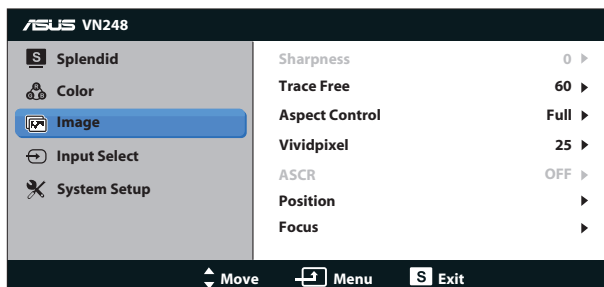 ASUS VN248
S Splendid
Color
Image
Input Select
System Setup
Sharpness 0
Trace Free 60
Aspect Control Full
Vividpixel 25
ASCR OFF
Position
Focus
Move Menu S Exit